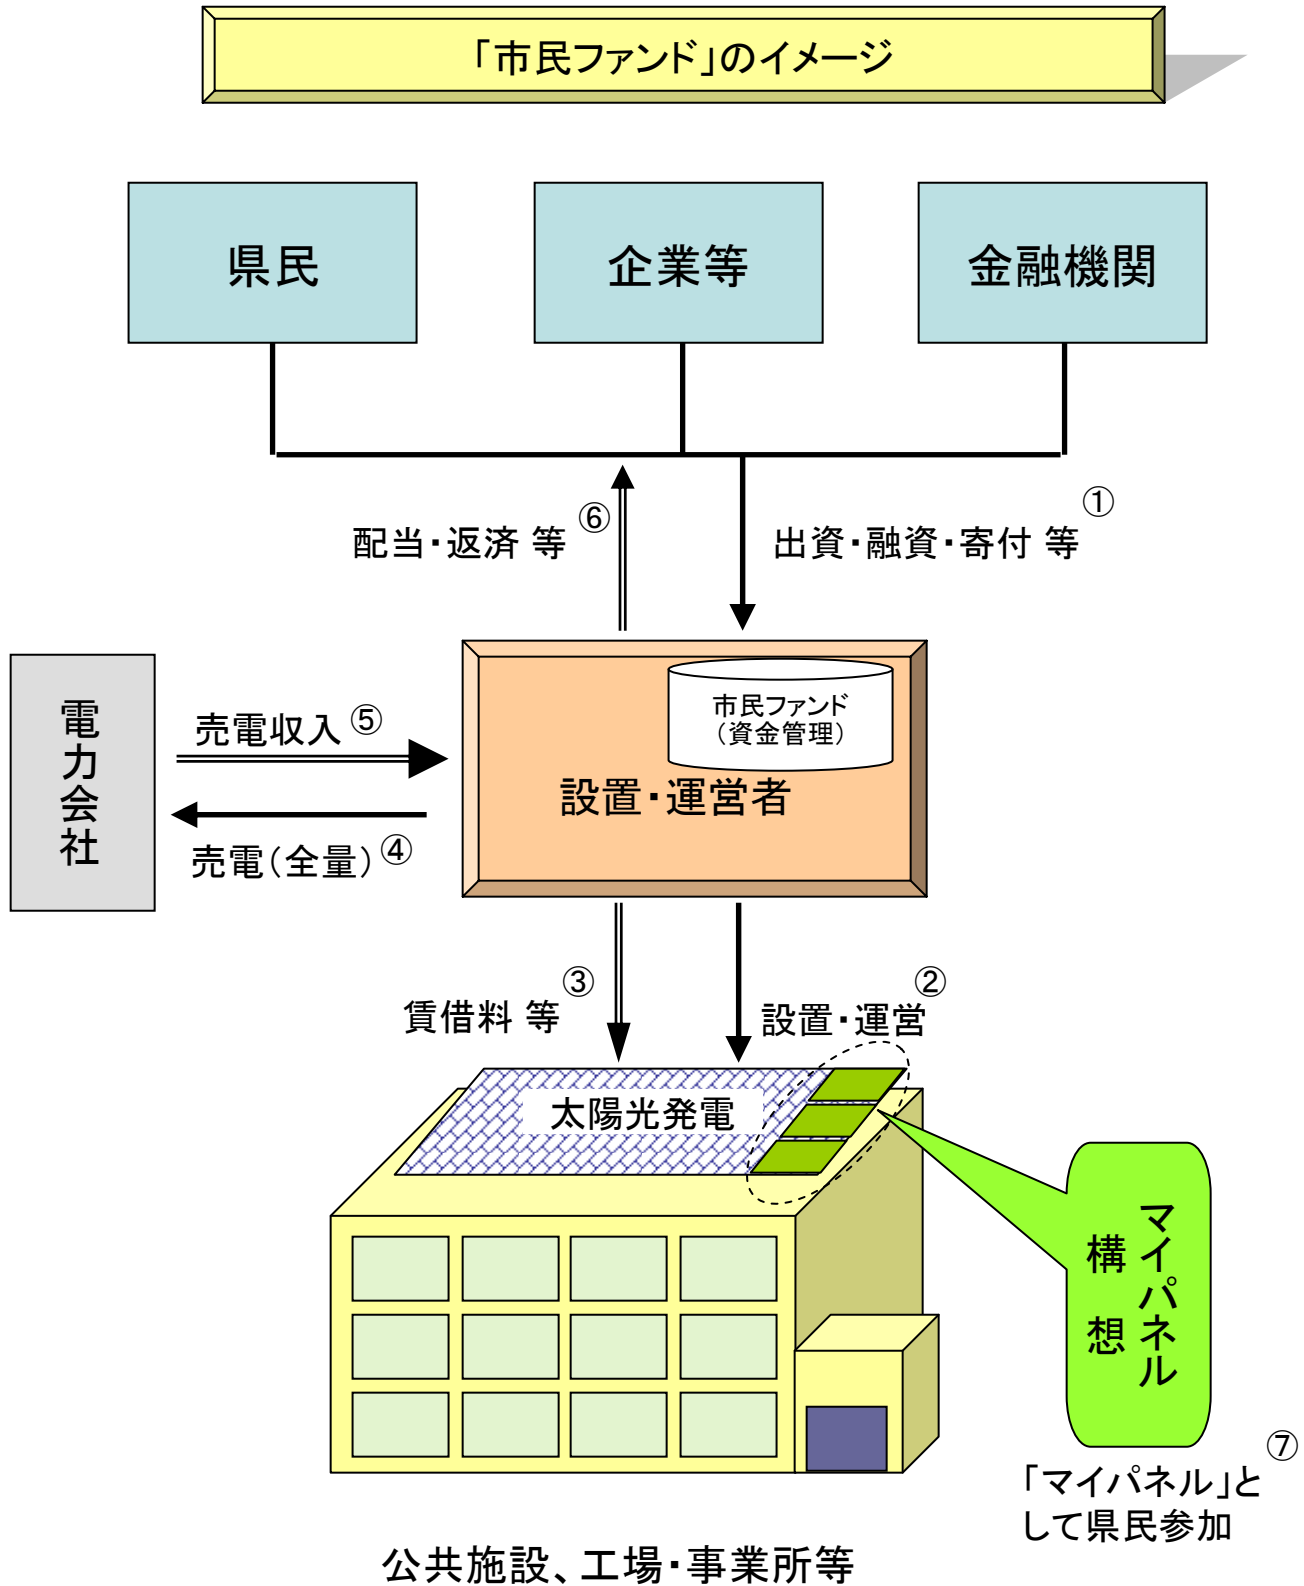 「市民ファンド」のイメージ
県民
企業等
金融機関
配当・返済 等 ⑥
出資・融資・寄付 等 ①
電力会社
売電収入 ⑤
売電(全量) ④
市民ファンド
(資金管理)
設置・運営者
賃借料 等 ③
設置・運営 ②
太陽光発電
マイパネル
構想
⑦
「マイパネル」と
して県民参加
公共施設、工場・事業所等